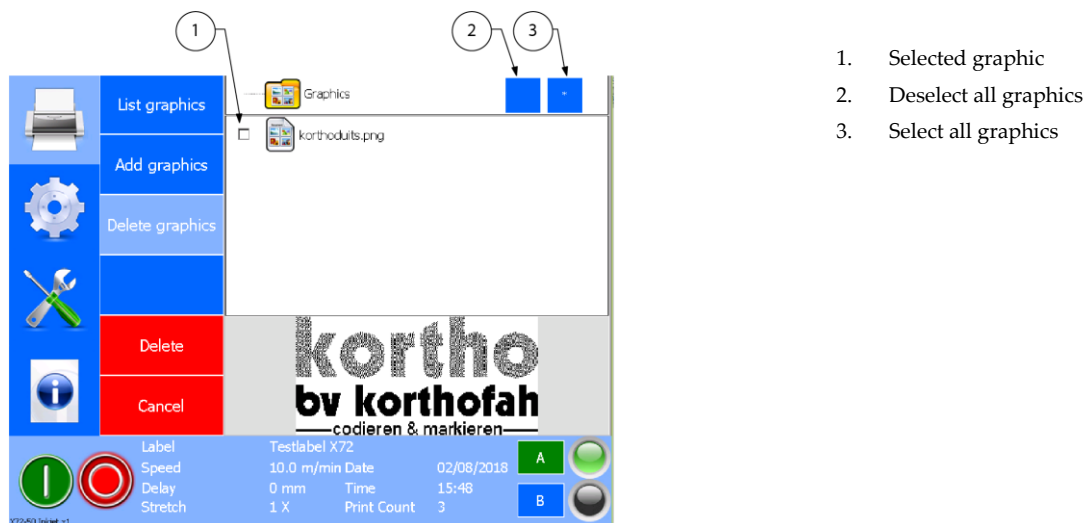 1
2
3
1. Selected graphic
2. Deselect all graphics
3. Select all graphics
List graphics
Graphics
*
Add graphics
korthoduits.png
Delete graphics
Delete
Cancel
kortho
bv korthofah
codieren & markieren
Label Testlabel X72
Speed 10.0 m/min Date 02/08/2018 A
Delay 0 mm Time 15:48
Stretch 1 X Print Count 3 B